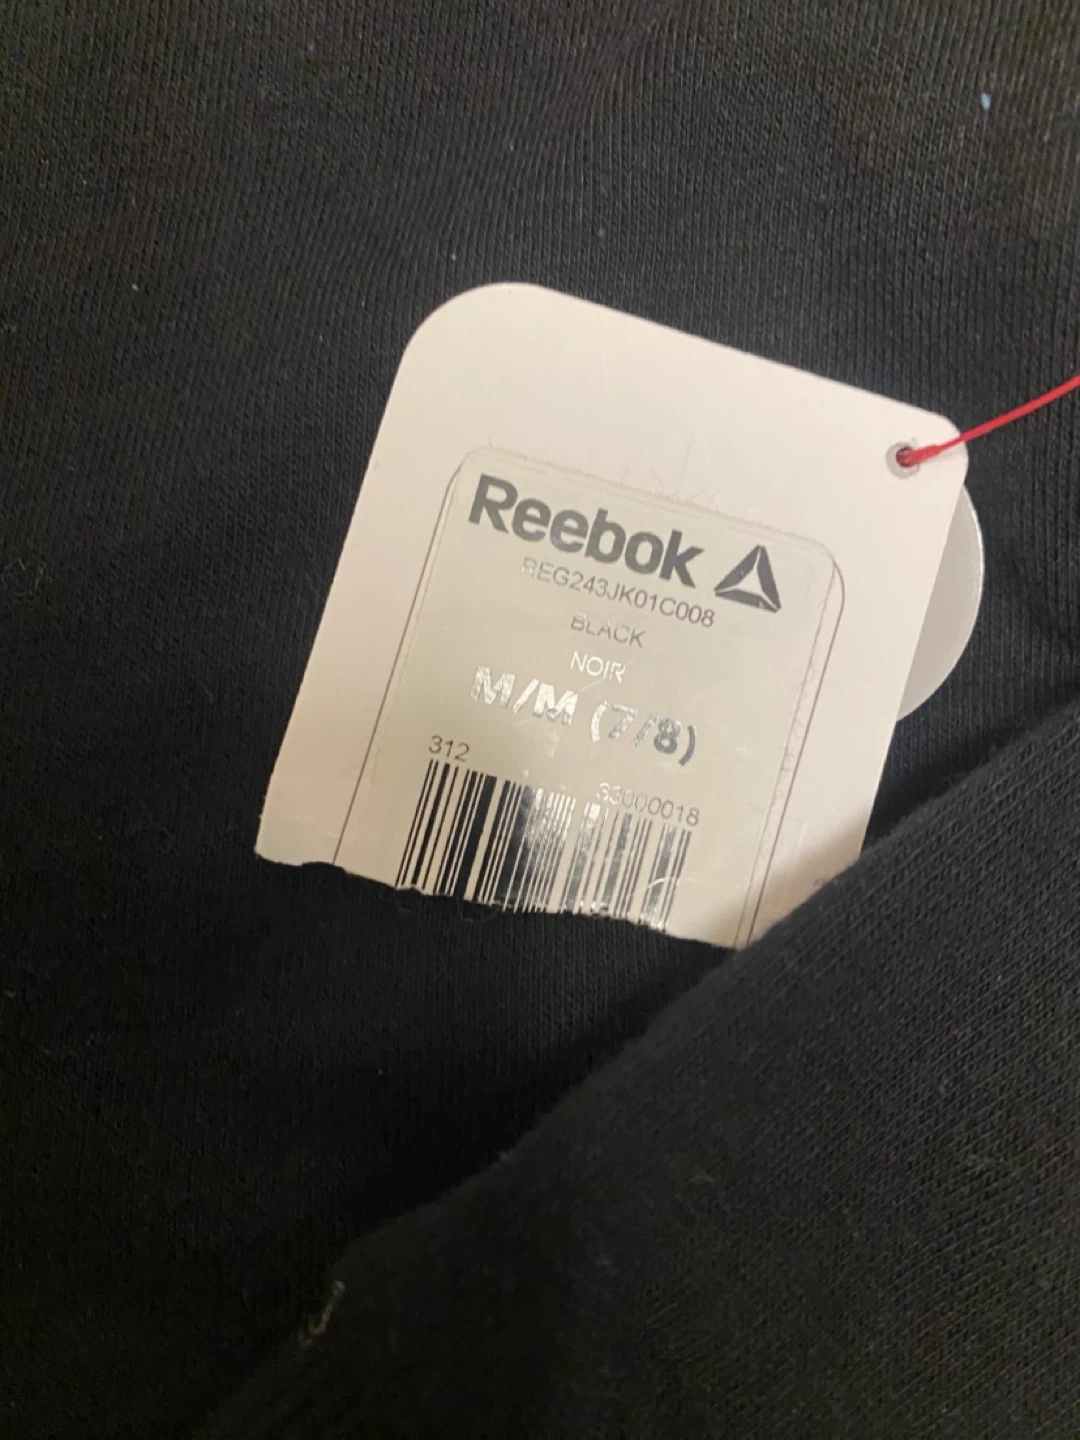 Reebok
REG243JK01C008
BLACK
NOIR
M/M (7/8)
312
63000018